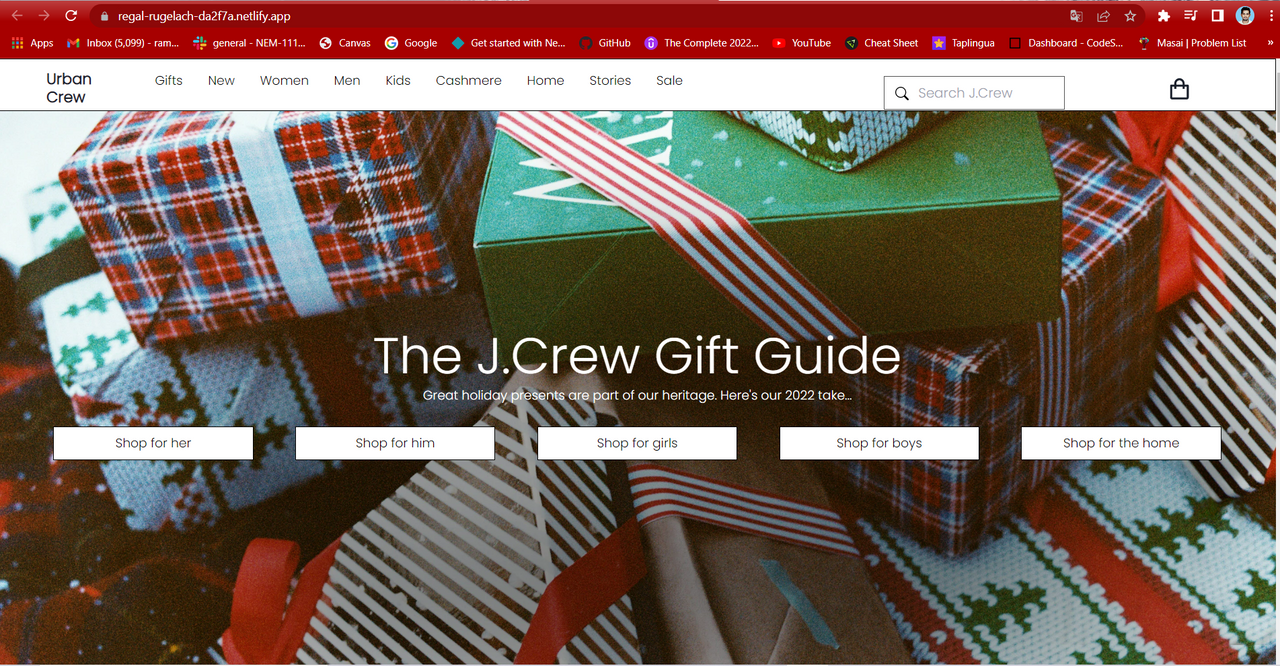 regal-rugelach-da2f7a.netlify.app
Apps Inbox (5,099) - ram... general - NEM-111... Canvas Google Get started with Ne... GitHub The Complete 2022... YouTube Cheat Sheet Taplingua Dashboard - CodeS... Masai | Problem List »
Urban
Crew
Gifts New Women Men Kids Cashmere Home Stories Sale
Search J.Crew
The J.Crew Gift Guide
Great holiday presents are part of our heritage. Here's our 2022 take...
Shop for her Shop for him Shop for girls Shop for boys Shop for the home